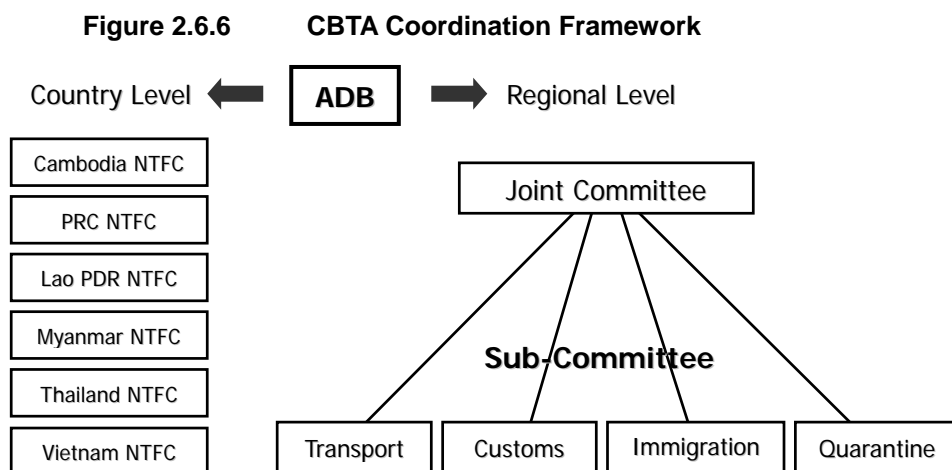 Figure 2.6.6 CBTA Coordination Framework
Country Level ADB Regional Level
Cambodia NTFC
PRC NTFC
Lao PDR NTFC
Myanmar NTFC
Thailand NTFC
Vietnam NTFC
Joint Committee
Sub-Committee
Transport Customs Immigration Quarantine